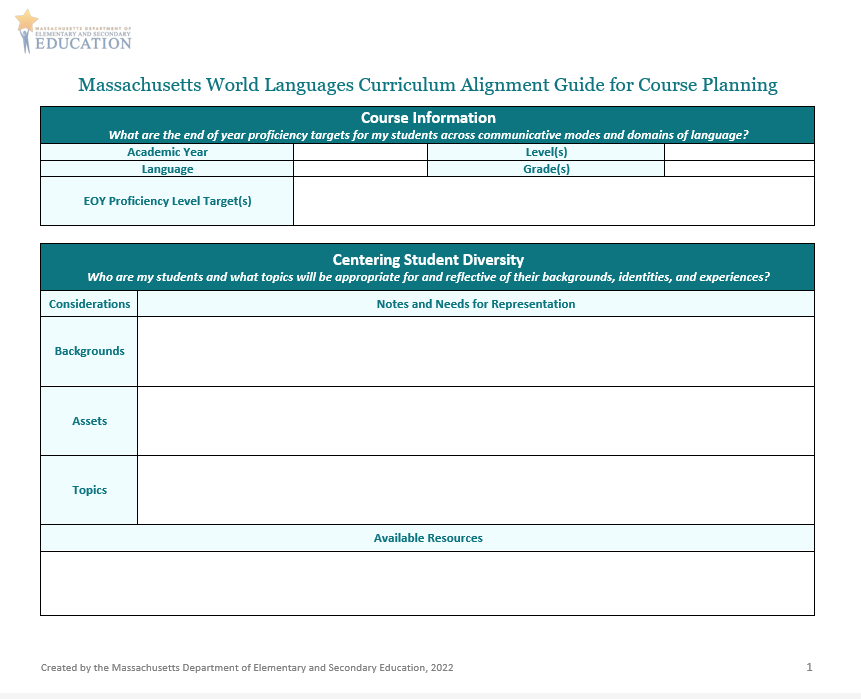 MASSACHUSETTS DEPARTMENT OF
ELEMENTARY AND SECONDARY
EDUCATION
Massachusetts World Languages Curriculum Alignment Guide for Course Planning
Course Information
What are the end of year proficiency targets for my students across communicative modes and domains of language?
Academic Year Level(s)
Language Grade(s)
EOY Proficiency Level Target(s)
Centering Student Diversity
Who are my students and what topics will be appropriate for and reflective of their backgrounds, identities, and experiences?
Considerations Notes and Needs for Representation
Backgrounds
Assets
Topics
Available Resources
Created by the Massachusetts Department of Elementary and Secondary Education, 2022 1